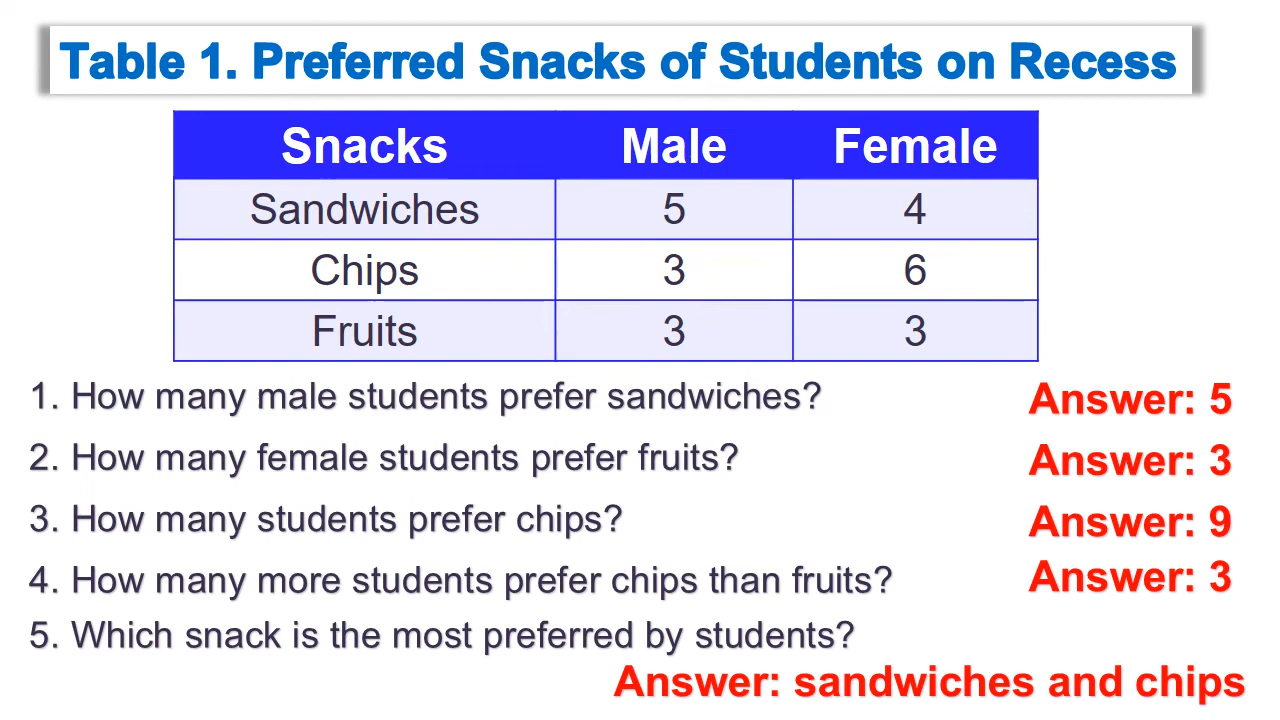 Table 1. Preferred Snacks of Students on Recess
Snacks Male Female
Sandwiches 5 4
Chips 3 6
Fruits 3 3
1. How many male students prefer sandwiches? Answer: 5
2. How many female students prefer fruits? Answer: 3
3. How many students prefer chips? Answer: 9
4. How many more students prefer chips than fruits? Answer: 3
5. Which snack is the most preferred by students?
Answer: sandwiches and chips